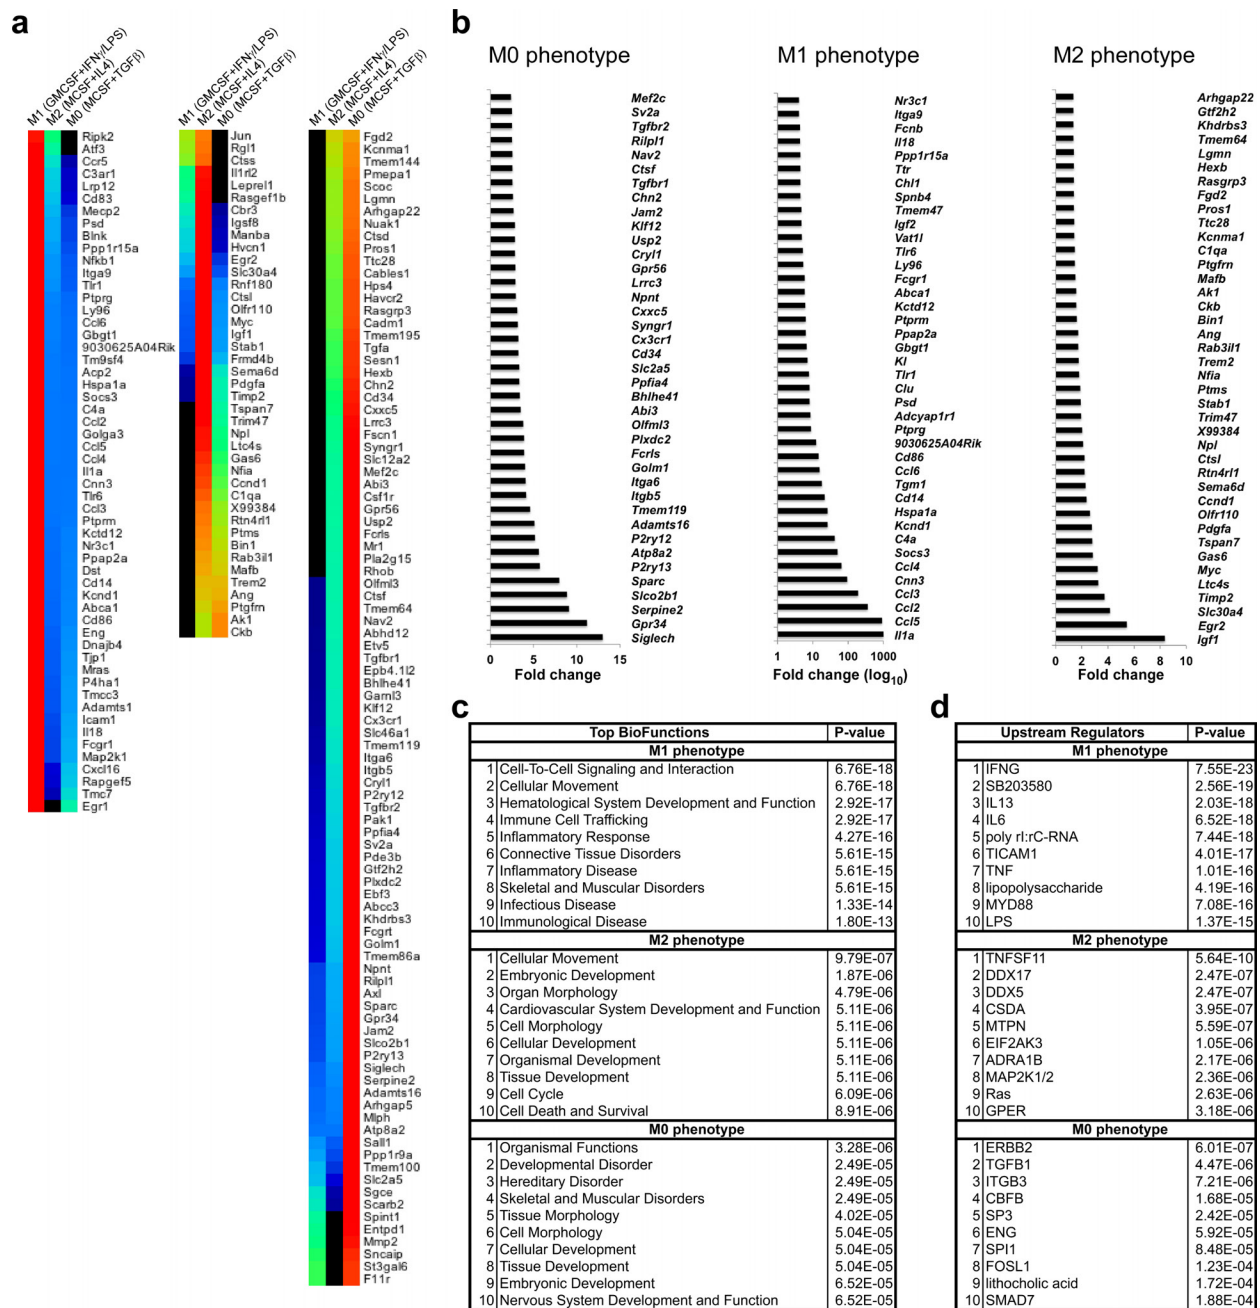 a
M1 (GMCSF+IFNγ/LPS)
M2 (MCSF+IL4)
M0 (MCSF+TGFβ)
Ripk2
Atf3
Ccr5
C3ar1
Lrp12
Cd83
Mecp2
Psd
Blnk
Ppp1r15a
Nfkb1
Itga9
Tlr1
Ptprg
Ly96
Ccl6
Gbgt1
9030625A04Rik
Tm9sf4
Acp2
Hspa1a
Socs3
C4a
Ccl2
Golga3
Ccl5
Ccl4
Il1a
Cnn3
Tlr6
Ccl3
Ptprm
Kctd12
Nr3c1
Ppap2a
Dst
Cd14
Kcnd1
Abca1
Cd86
Eng
Dnajb4
Tjp1
Mras
P4ha1
Tmcc3
Adamts1
Icam1
Il18
Fcgr1
Map2k1
Cxcl16
Rapgef5
Tmc7
Egr1
M1 (GMCSF+IFNγ/LPS)
M2 (MCSF+IL4)
M0 (MCSF+TGFβ)
Jun
Rgl1
Ctss
Il1rl2
Leprel1
Rasgef1b
Cbr3
Igsf8
Manba
Hvcn1
Egr2
Slc30a4
Rnf180
Ctsl
Olfr110
Myc
Igf1
Stab1
Frmd4b
Sema6d
Pdgfa
Timp2
Tspan7
Trim47
Npl
Ltc4s
Gas6
Nfia
Ccnd1
C1qa
X99384
Rtn4rl1
Ptms
Bin1
Rab3il1
Mafb
Trem2
Ang
Ptgfrn
Ak1
Ckb
M1 (GMCSF+IFNγ/LPS)
M2 (MCSF+IL4)
M0 (MCSF+TGFβ)
Fgd2
Kcnma1
Tmem144
Pmepa1
Scoc
Lgmn
Arhgap22
Nuak1
Ctsd
Pros1
Ttc28
Cables1
Hps4
Havcr2
Rasgrp3
Cadm1
Tmem195
Tgfa
Sesn1
Hexb
Chn2
Cd34
Cxxc5
Lrrc3
Fscn1
Syngr1
Slc12a2
Mef2c
Abi3
Csf1r
Gpr56
Usp2
Fcrls
Mr1
Pla2g15
Rhob
Olfml3
Ctsf
Tmem64
Nav2
Abhd12
Etv5
Tgfbr1
Epb4.1l2
Bhlhe41
Garnl3
Klf12
Cx3cr1
Slc46a1
Tmem119
Itga6
Itgb5
Cryl1
P2ry12
Tgfbr2
Pak1
Ppfia4
Sv2a
Pde3b
Gtf2h2
Plxdc2
Ebf3
Abcc3
Khdrbs3
Fcgrt
Golm1
Tmem86a
Npnt
Rilpl1
Axl
Sparc
Gpr34
Jam2
Slco2b1
P2ry13
Siglech
Serpine2
Adamts16
Arhgap5
Mlph
Atp8a2
Sall1
Ppp1r9a
Tmem100
Slc2a5
Sgce
Scarb2
Spint1
Entpd1
Mmp2
Sncaip
St3gal6
F11r
b
M0 phenotype
Mef2c
Sv2a
Tgfbr2
Rilpl1
Nav2
Ctsf
Tgfbr1
Chn2
Jam2
Klf12
Usp2
Cryl1
Gpr56
Lrrc3
Npnt
Cxxc5
Syngr1
Cx3cr1
Cd34
Slc2a5
Ppfia4
Bhlhe41
Abi3
Olfml3
Plxdc2
Fcrls
Golm1
Itga6
Itgb5
Tmem119
Adamts16
P2ry12
Atp8a2
P2ry13
Sparc
Slco2b1
Serpine2
Gpr34
Siglech
0 5 10 15
Fold change
M1 phenotype
Nr3c1
Itga9
Fcnb
Il18
Ppp1r15a
Ttr
Chl1
Spnb4
Tmem47
Igf2
Vat1l
Tlr6
Ly96
Fcgr1
Abca1
Kctd12
Ptprm
Ppap2a
Gbgt1
Kl
Tlr1
Clu
Psd
Adcyap1r1
Ptprg
9030625A04Rik
Cd86
Ccl6
Tgm1
Cd14
Hspa1a
Kcnd1
C4a
Socs3
Ccl4
Cnn3
Ccl3
Ccl2
Ccl5
Il1a
1 10 100 1000
Fold change (log10)
M2 phenotype
Arhgap22
Gtf2h2
Khdrbs3
Tmem64
Lgmn
Hexb
Rasgrp3
Fgd2
Pros1
Ttc28
Kcnma1
C1qa
Ptgfrn
Mafb
Ak1
Ckb
Bin1
Ang
Rab3il1
Trem2
Nfia
Ptms
Stab1
Trim47
X99384
Npl
Ctsl
Rtn4rl1
Sema6d
Ccnd1
Olfr110
Pdgfa
Tspan7
Gas6
Myc
Ltc4s
Timp2
Slc30a4
Egr2
Igf1
0 2 4 6 8 10
Fold change
c
Top BioFunctions P-value
M1 phenotype
1 Cell-To-Cell Signaling and Interaction 6.76E-18
2 Cellular Movement 6.76E-18
3 Hematological System Development and Function 2.92E-17
4 Immune Cell Trafficking 2.92E-17
5 Inflammatory Response 4.27E-16
6 Connective Tissue Disorders 5.61E-15
7 Inflammatory Disease 5.61E-15
8 Skeletal and Muscular Disorders 5.61E-15
9 Infectious Disease 1.33E-14
10 Immunological Disease 1.80E-13
M2 phenotype
1 Cellular Movement 9.79E-07
2 Embryonic Development 1.87E-06
3 Organ Morphology 4.79E-06
4 Cardiovascular System Development and Function 5.11E-06
5 Cell Morphology 5.11E-06
6 Cellular Development 5.11E-06
7 Organismal Development 5.11E-06
8 Tissue Development 5.11E-06
9 Cell Cycle 6.09E-06
10 Cell Death and Survival 8.91E-06
M0 phenotype
1 Organismal Functions 3.28E-06
2 Developmental Disorder 2.49E-05
3 Hereditary Disorder 2.49E-05
4 Skeletal and Muscular Disorders 2.49E-05
5 Tissue Morphology 4.02E-05
6 Cell Morphology 5.04E-05
7 Cellular Development 5.04E-05
8 Tissue Development 5.04E-05
9 Embryonic Development 6.52E-05
10 Nervous System Development and Function 6.52E-05
d
Upstream Regulators P-value
M1 phenotype
1 IFNG 7.55E-23
2 SB203580 2.56E-19
3 IL13 2.03E-18
4 IL6 6.52E-18
5 poly rI:rC-RNA 7.44E-18
6 TICAM1 4.01E-17
7 TNF 1.01E-16
8 lipopolysaccharide 4.19E-16
9 MYD88 7.08E-16
10 LPS 1.37E-15
M2 phenotype
1 TNFSF11 5.64E-10
2 DDX17 2.47E-07
3 DDX5 2.47E-07
4 CSDA 3.95E-07
5 MTPN 5.59E-07
6 EIF2AK3 1.05E-06
7 ADRA1B 2.17E-06
8 MAP2K1/2 2.36E-06
9 Ras 2.63E-06
10 GPER 3.18E-06
M0 phenotype
1 ERBB2 6.01E-07
2 TGFB1 4.47E-06
3 ITGB3 7.21E-06
4 CBFB 1.68E-05
5 SP3 2.42E-05
6 ENG 5.92E-05
7 SPI1 8.48E-05
8 FOSL1 1.23E-04
9 lithocholic acid 1.72E-04
10 SMAD7 1.88E-04